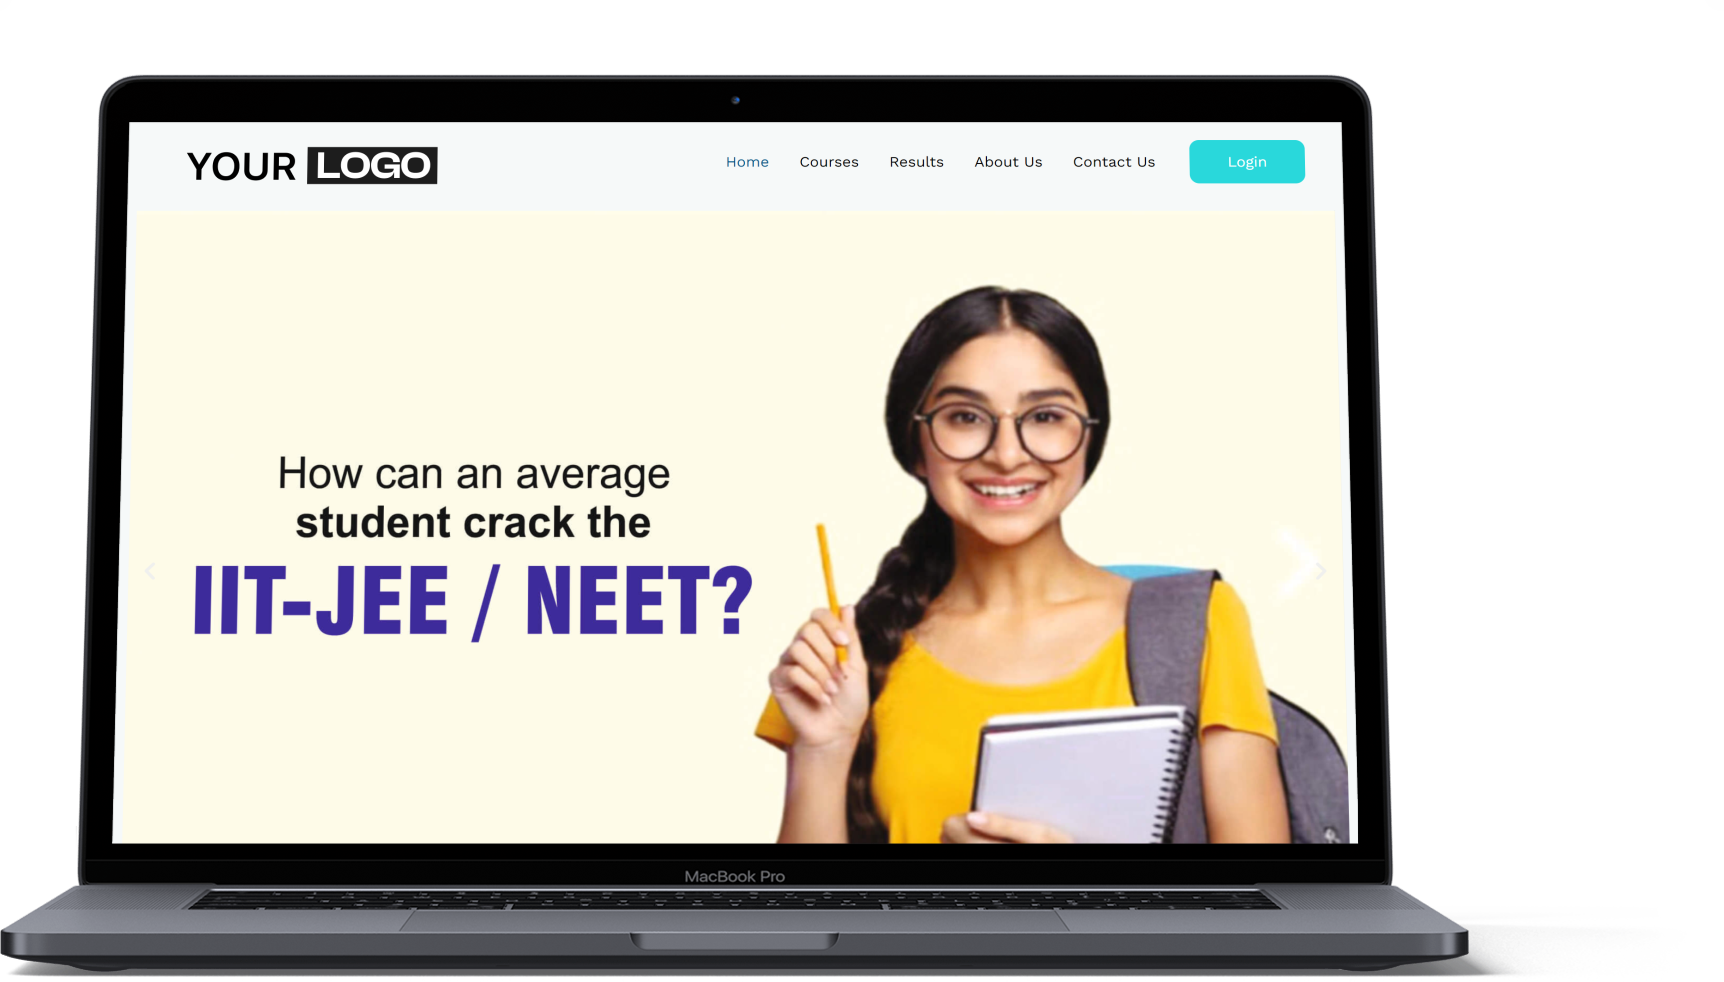 YOUR LOGO
Home Courses Results About Us Contact Us Login
How can an average
student crack the
IIT-JEE / NEET?
MacBook Pro